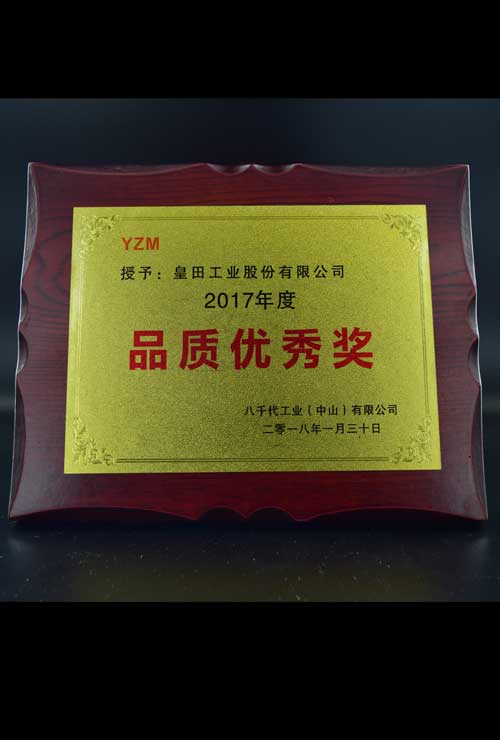 YZM
授予：皇田工业股份有限公司
2017年度
品质优秀奖
八千代工业（中山）有限公司
二零一八年一月三十日